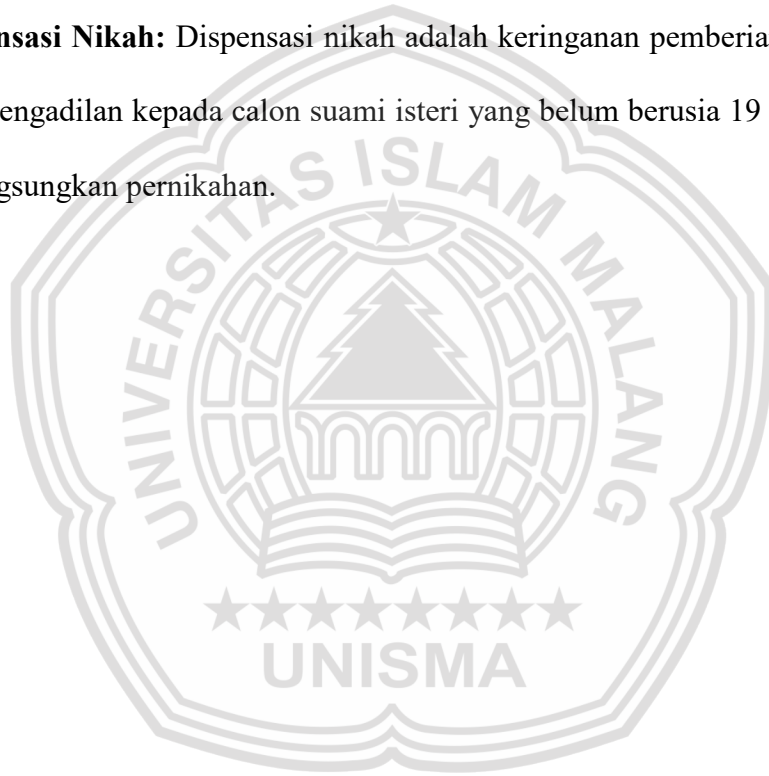 nsasi Nikah: Dispensasi nikah adalah keringanan pemberia
engadilan kepada calon suami isteri yang belum berusia 19
gsungkan pernikahan.
UNIVERSITAS ISLAM MALANG
UNISMA